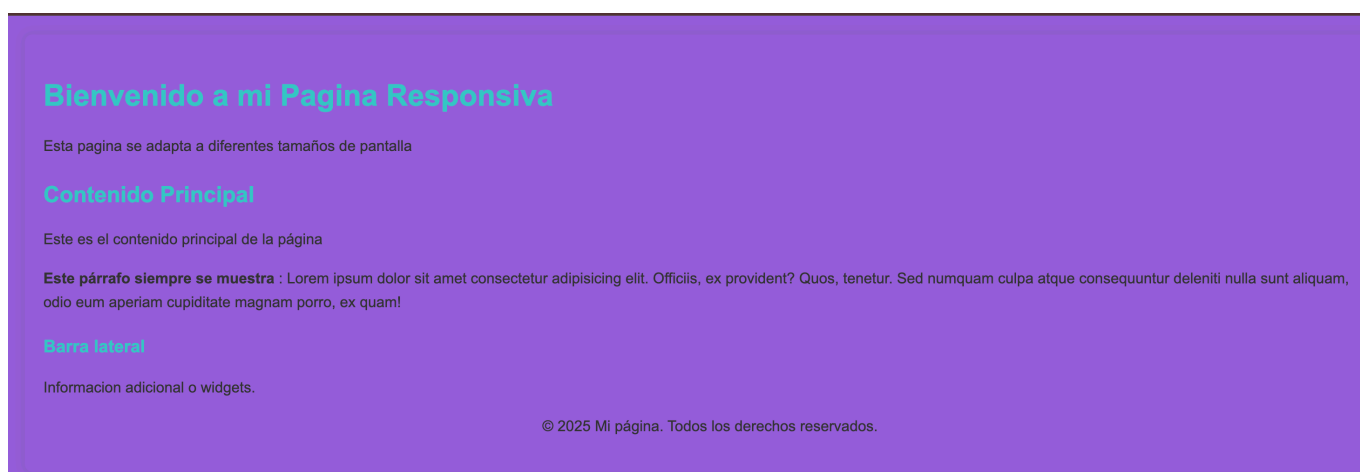 Bienvenido a mi Pagina Responsiva
Esta pagina se adapta a diferentes tamaños de pantalla
Contenido Principal
Este es el contenido principal de la página
Este párrafo siempre se muestra : Lorem ipsum dolor sit amet consectetur adipisicing elit. Officiis, ex provident? Quos, tenetur. Sed numquam culpa atque consequuntur deleniti nulla sunt aliquam,
odio eum aperiam cupiditate magnam porro, ex quam!
Barra lateral
Informacion adicional o widgets.
© 2025 Mi página. Todos los derechos reservados.